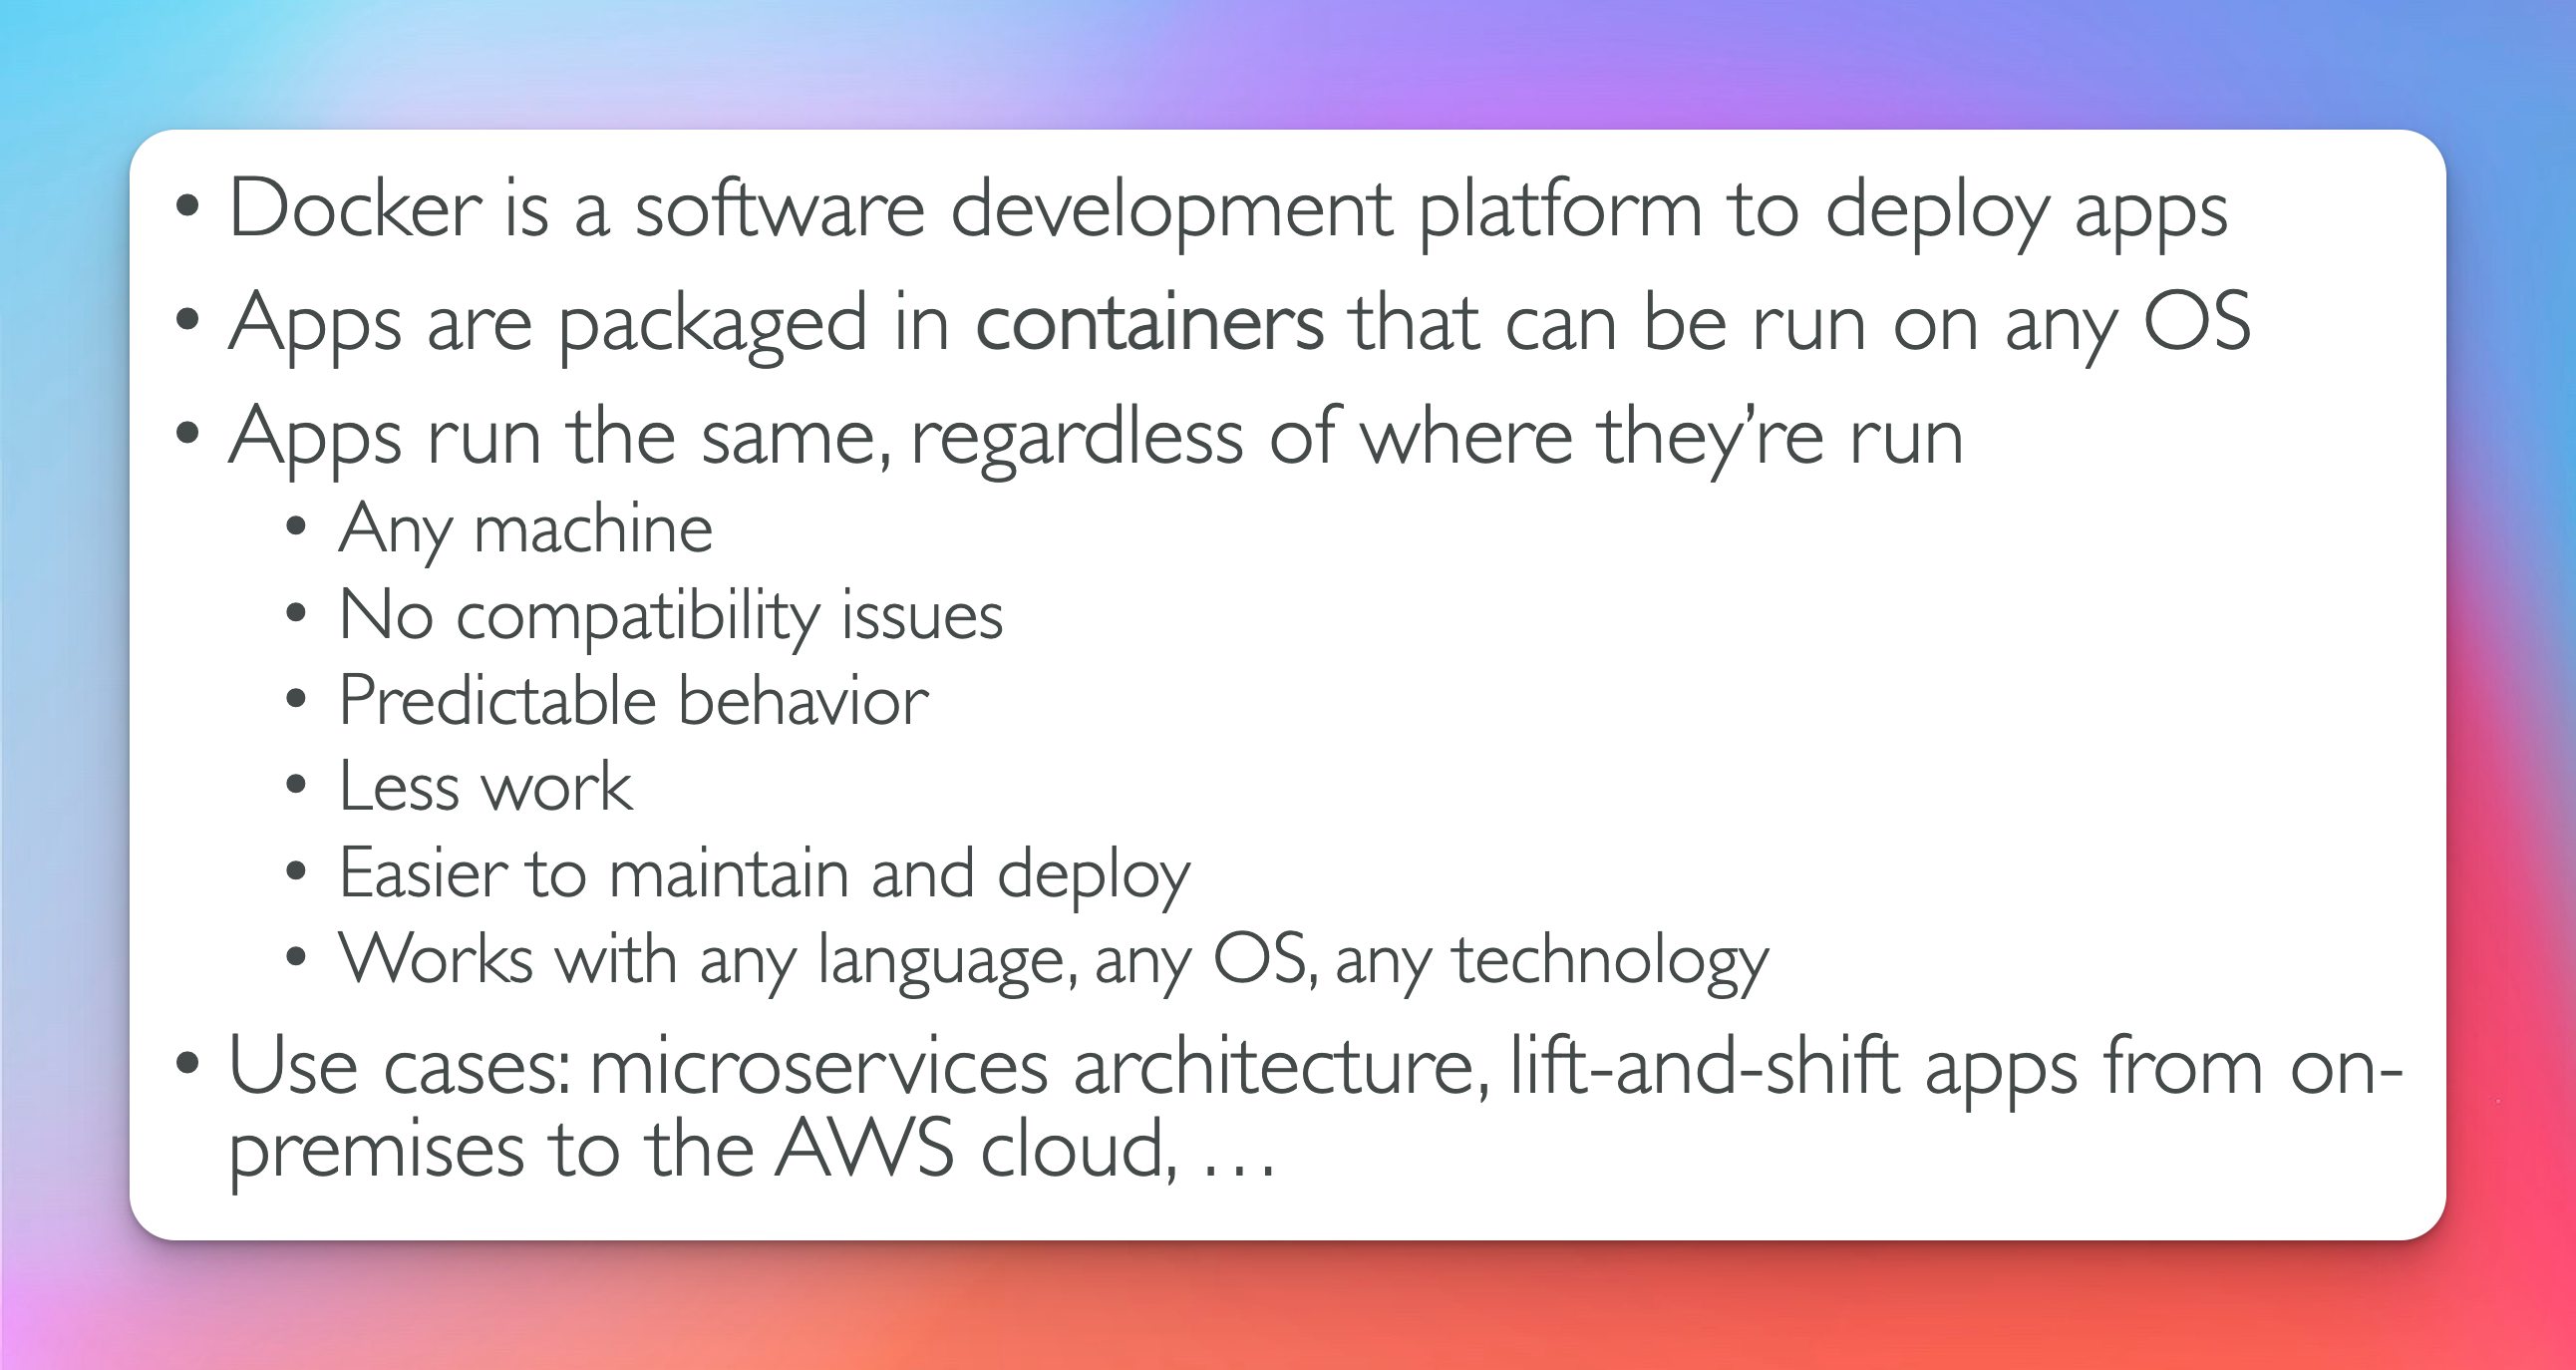 • Docker is a software development platform to deploy apps
• Apps are packaged in containers that can be run on any OS
• Apps run the same, regardless of where they’re run
• Any machine
• No compatibility issues
• Predictable behavior
• Less work
• Easier to maintain and deploy
• Works with any language, any OS, any technology
• Use cases: microservices architecture, lift-and-shift apps from on-
premises to the AWS cloud, …